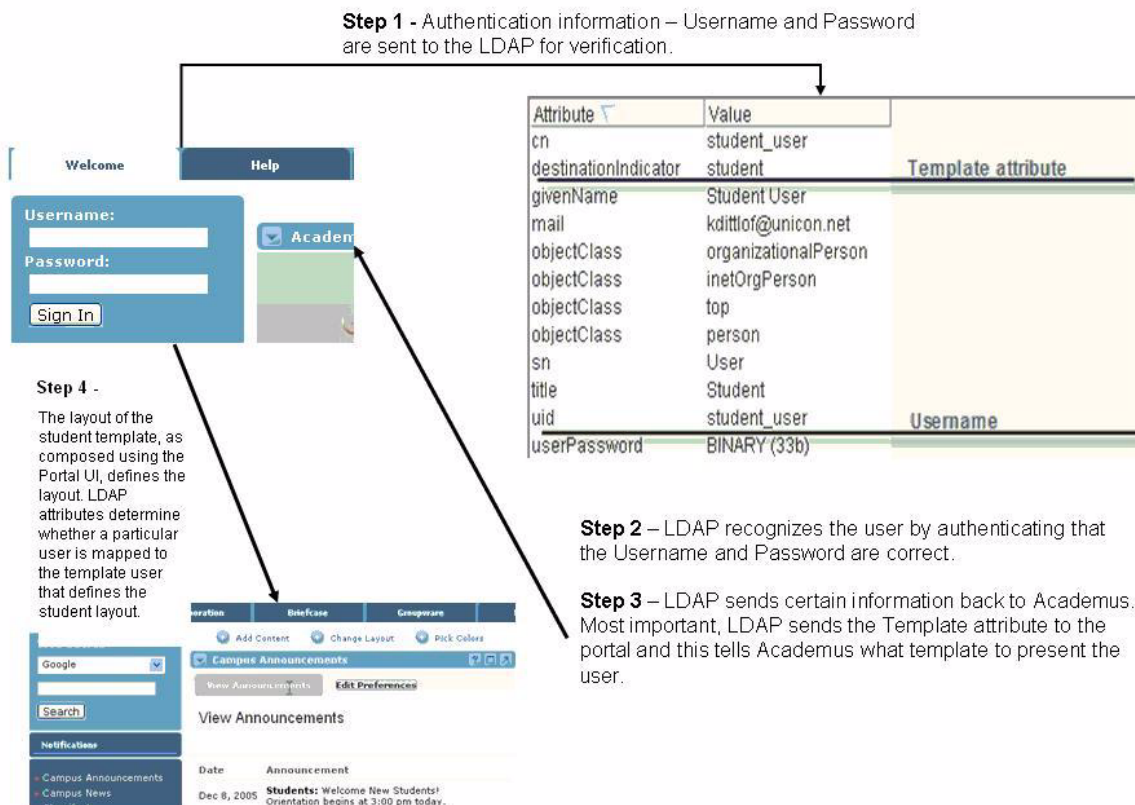 Step 1 - Authentication information – Username and Password
are sent to the LDAP for verification.
Welcome Help
Username:
Password:
Sign In
Academ
Attribute Value
cn student_user
destinationIndicator student Template attribute
givenName Student User
mail kdittlof@unicon.net
objectClass organizationalPerson
objectClass inetOrgPerson
objectClass top
objectClass person
sn User
title Student
uid student_user Username
userPassword BINARY (33b)
Step 4 -
The layout of the
student template, as
composed using the
Portal UI, defines the
layout. LDAP
attributes determine
whether a particular
user is mapped to
the template user
that defines the
student layout.
Step 2 – LDAP recognizes the user by authenticating that
the Username and Password are correct.
Step 3 – LDAP sends certain information back to Academus.
Most important, LDAP sends the Template attribute to the
portal and this tells Academus what template to present the
user.
oration Briefcase Groupware
Add Content Change Layout Pick Colors
Google
Search
Notifications
Campus Announcements
Campus News
Campus Announcements
View Announcements Edit Preferences
View Announcements
Date Announcement
Dec 8, 2005 Students: Welcome New Students!
Orientation begins at 3:00 pm today.